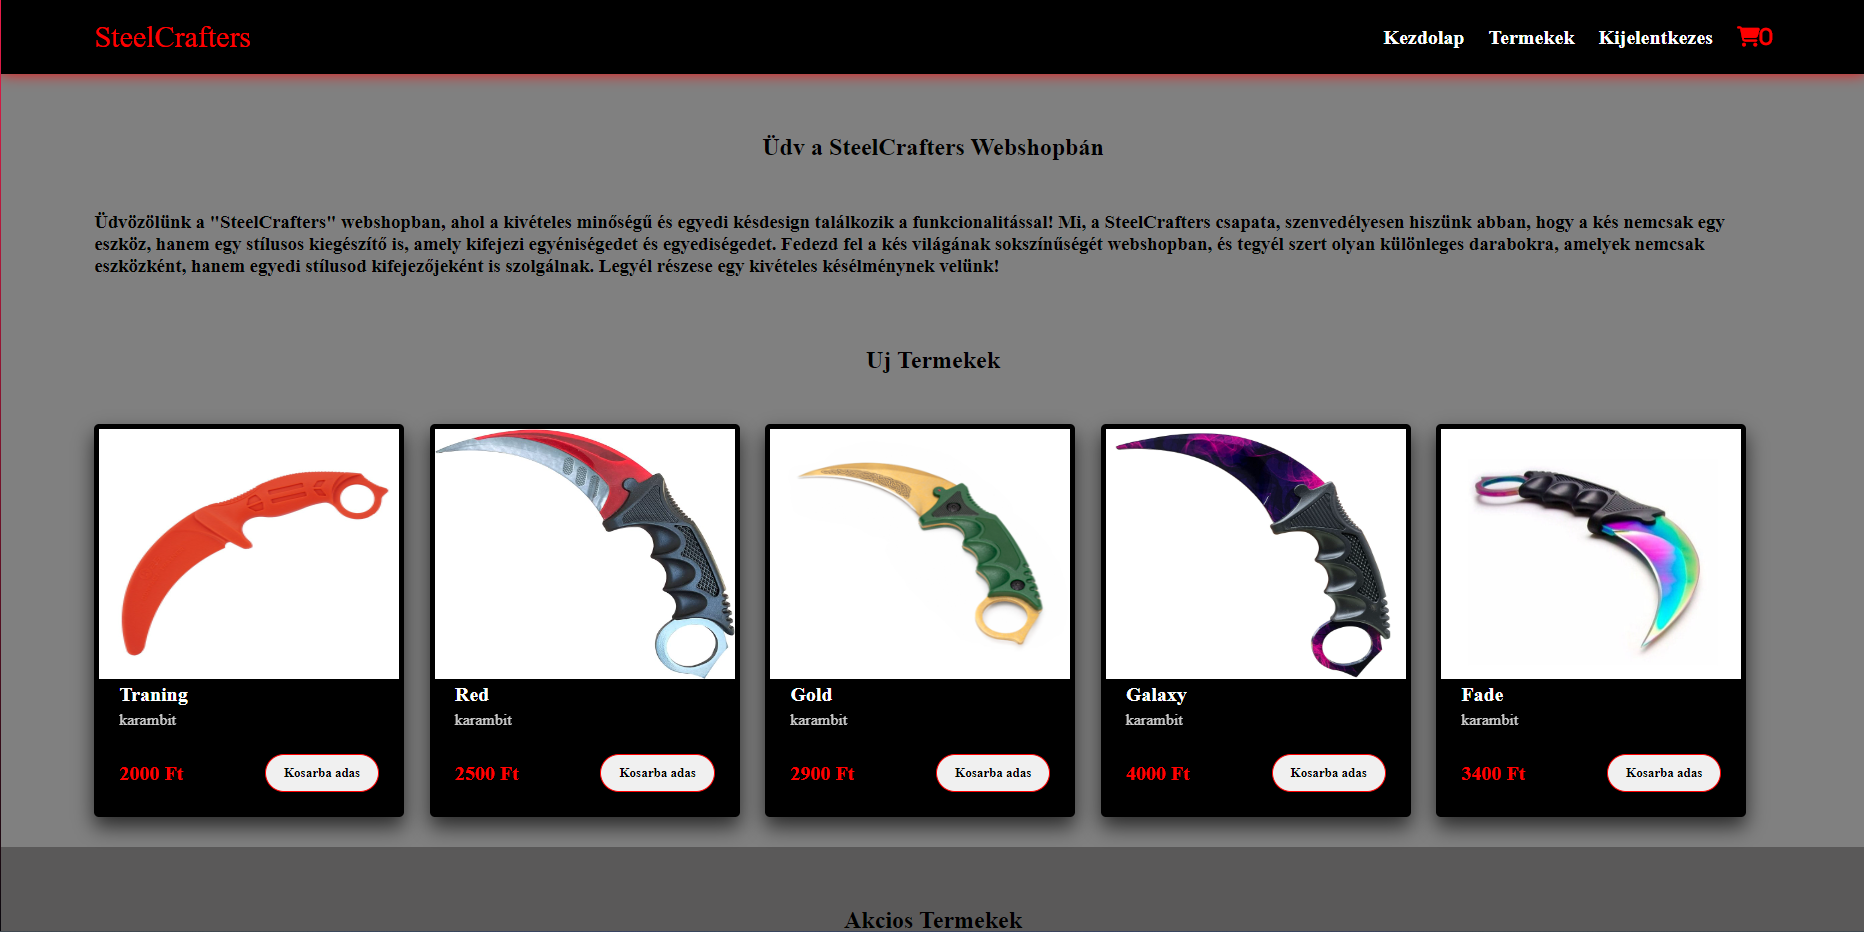 SteelCrafters
Kezdolap Termekek Kijelentkezes 0
Üdv a SteelCrafters Webshopbán
Üdvözölünk a "SteelCrafters" webshopban, ahol a kivételes minőségű és egyedi késdesign találkozik a funkcionalitással! Mi, a SteelCrafters csapata, szenvedélyesen hiszünk abban, hogy a kés nemcsak egy
eszköz, hanem egy stílusos kiegészítő is, amely kifejezi egyéniségedet és egyediségedet. Fedezd fel a kés világának sokszínűségét webshopban, és tegyél szert olyan különleges darabokra, amelyek nemcsak
eszközként, hanem egyedi stílusod kifejezőjeként is szolgálnak. Legyél részese egy kivételes késélménynek velünk!
Uj Termekek
Traning
karambit
2000 Ft Kosarba adas
Red
karambit
2500 Ft Kosarba adas
Gold
karambit
2900 Ft Kosarba adas
Galaxy
karambit
4000 Ft Kosarba adas
Fade
karambit
3400 Ft Kosarba adas
Akcios Termekek